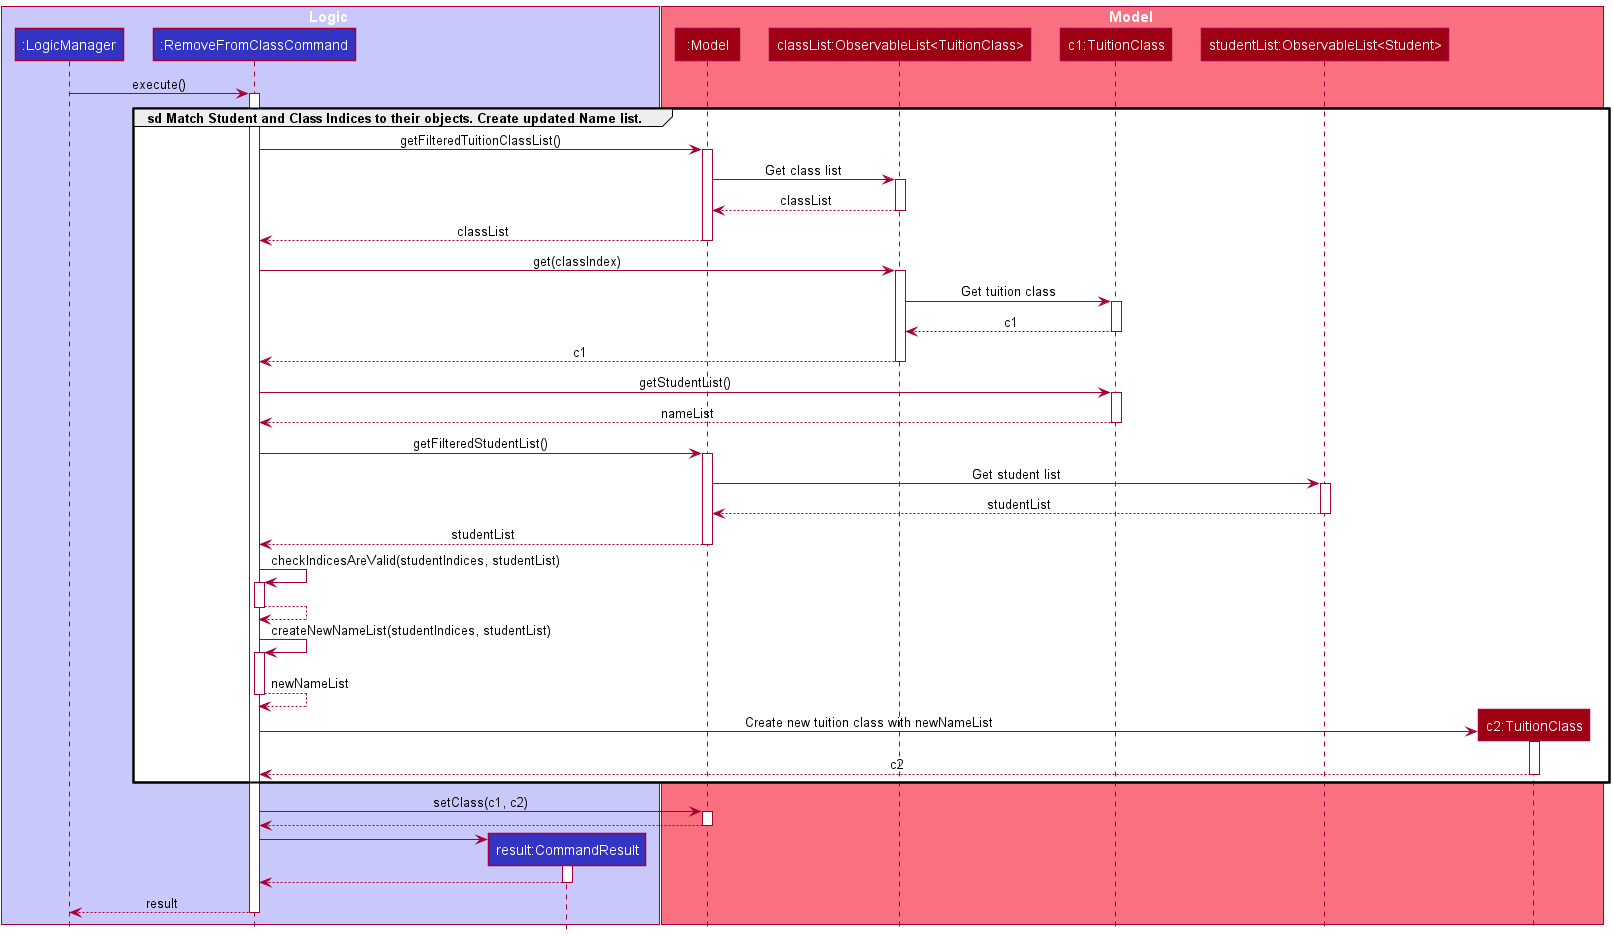 Logic
Model
:LogicManager
:RemoveFromClassCommand
:Model
classList:ObservableList<TuitionClass>
c1:TuitionClass
studentList:ObservableList<Student>
execute()
sd Match Student and Class Indices to their objects. Create updated Name list.
getFilteredTuitionClassList()
Get class list
classList
classList
get(classIndex)
Get tuition class
c1
c1
getStudentList()
nameList
getFilteredStudentList()
Get student list
studentList
studentList
checkIndicesAreValid(studentIndices, studentList)
createNewNameList(studentIndices, studentList)
newNameList
Create new tuition class with newNameList
c2:TuitionClass
c2
setClass(c1, c2)
result:CommandResult
result